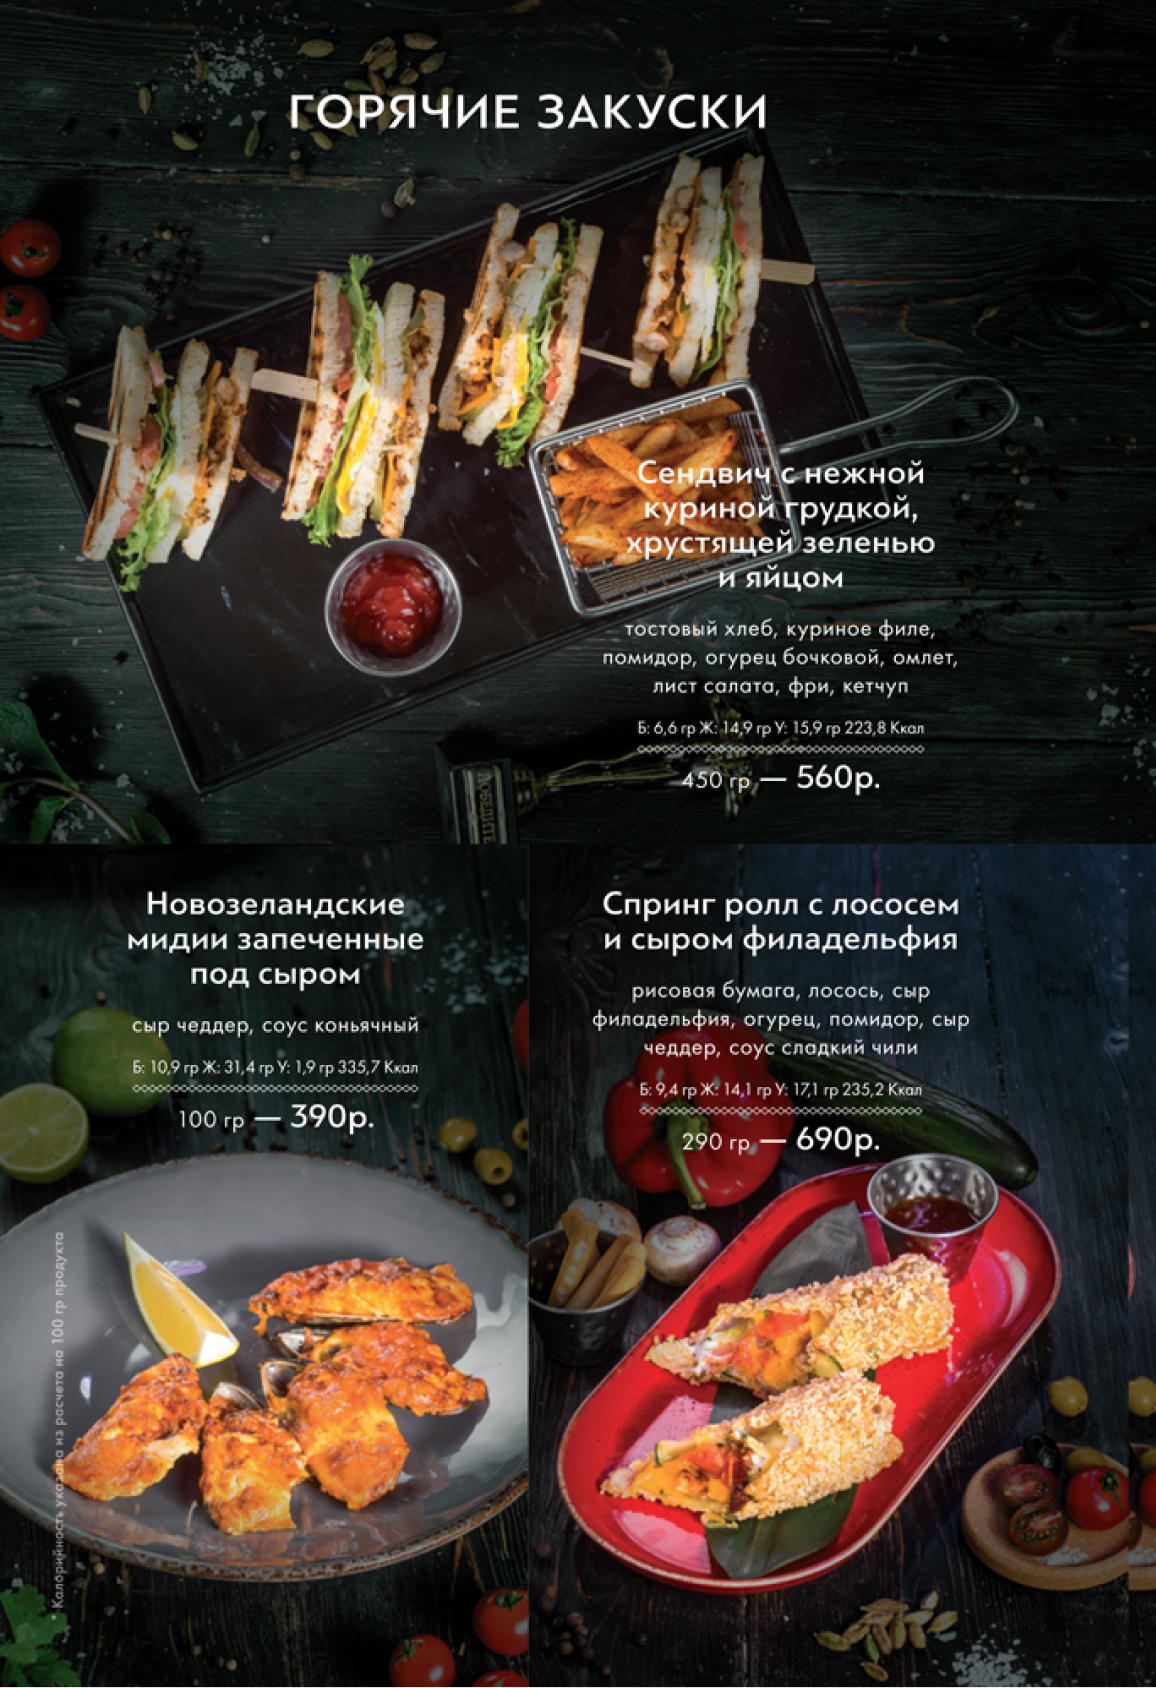 ГОРЯЧИЕ ЗАКУСКИ
Сендвич с нежной
куриной грудкой,
хрустящей зеленью
и яйцом
тостовый хлеб, куриное филе,
помидор, огурец бочковой, омлет,
лист салата, фри, кетчуп
Б: 6,6 гр Ж: 14,9 гр У: 15,9 гр 223,8 Ккал
450 гр — 560р.
Новозеландские
мидии запеченные
под сыром
сыр чеддер, соус коньячный
Б: 10,9 гр Ж: 31,4 гр У: 1,9 гр 335,7 Ккал
100 гр — 390р.
Спринг ролл с лососем
и сыром филадельфия
рисовая бумага, лосось, сыр
филадельфия, огурец, помидор, сыр
чеддер, соус сладкий чили
Б: 9,4 гр Ж: 14,1 гр У: 17,1 гр 235,2 Ккал
290 гр — 690р.
* Калорийность указана из расчета на 100 гр продукта